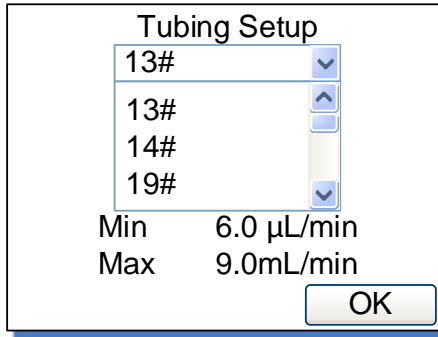 Tubing Setup
13#
13#
14#
19#
Min 6.0 µL/min
Max 9.0mL/min
OK